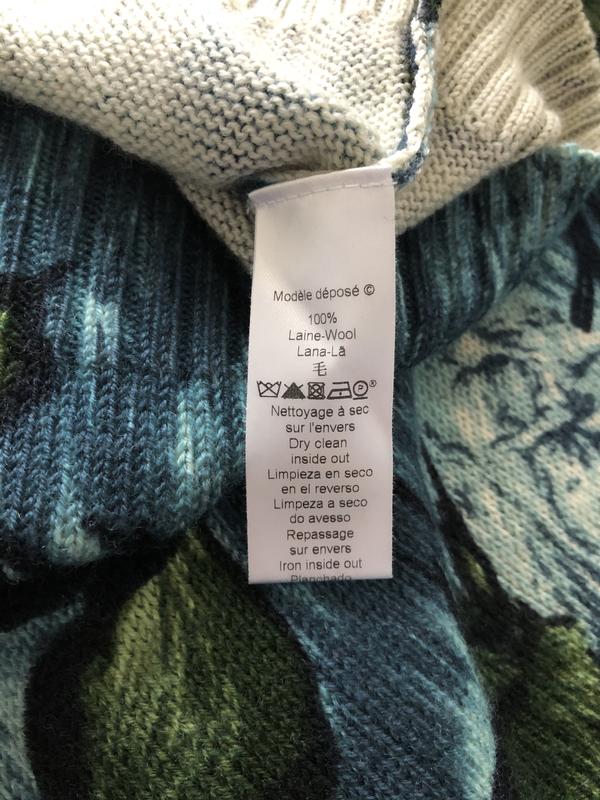 Modèle déposé ©
100%
Laine-Wool
Lana-Lã
毛
®
Nettoyage à sec
sur l'envers
Dry clean
inside out
Limpieza en seco
en el reverso
Limpeza a seco
do avesso
Repassage
sur envers
Iron inside out
Planchado